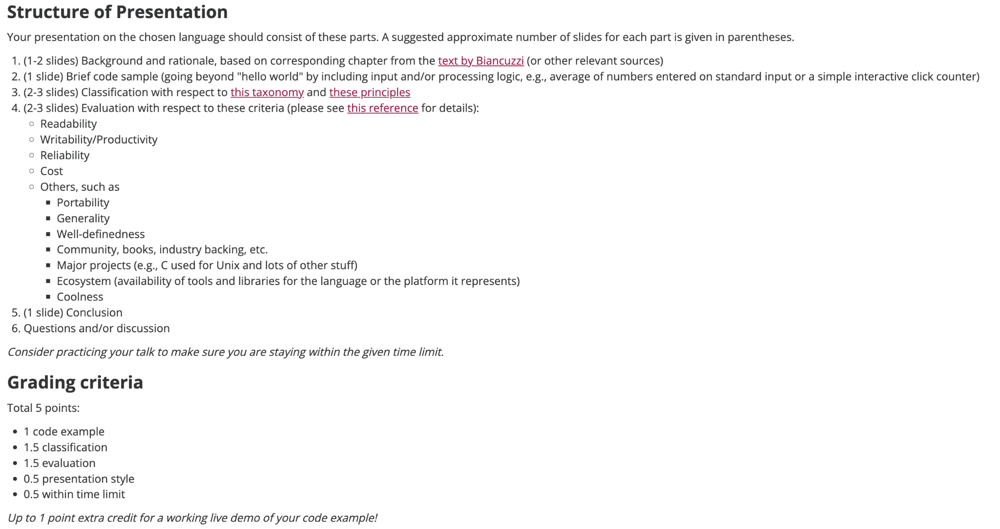 Structure of Presentation
Your presentation on the chosen language should consist of these parts. A suggested approximate number of slides for each part is given in parentheses.
1. (1-2 slides) Background and rationale, based on corresponding chapter from the text by Biancuzzi (or other relevant sources)
2. (1 slide) Brief code sample (going beyond "hello world" by including input and/or processing logic, e.g., average of numbers entered on standard input or a simple interactive click counter)
3. (2-3 slides) Classification with respect to this taxonomy and these principles
4. (2-3 slides) Evaluation with respect to these criteria (please see this reference for details):
○ Readability
○ Writability/Productivity
○ Reliability
○ Cost
○ Others, such as
▪ Portability
▪ Generality
▪ Well-definedness
▪ Community, books, industry backing, etc.
▪ Major projects (e.g., C used for Unix and lots of other stuff)
▪ Ecosystem (availability of tools and libraries for the language or the platform it represents)
▪ Coolness
5. (1 slide) Conclusion
6. Questions and/or discussion
Consider practicing your talk to make sure you are staying within the given time limit.
Grading criteria
Total 5 points:
• 1 code example
• 1.5 classification
• 1.5 evaluation
• 0.5 presentation style
• 0.5 within time limit
Up to 1 point extra credit for a working live demo of your code example!